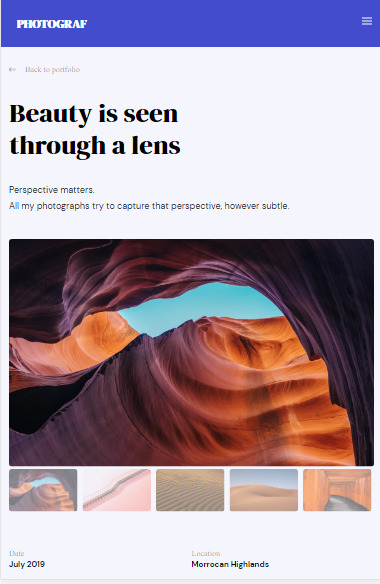 PHOTOGRAF
Back to portfolio
Beauty is seen
through a lens
Perspective matters.
All my photographs try to capture that perspective, however subtle.
Date
Location
July 2019
Morrocan Highlands